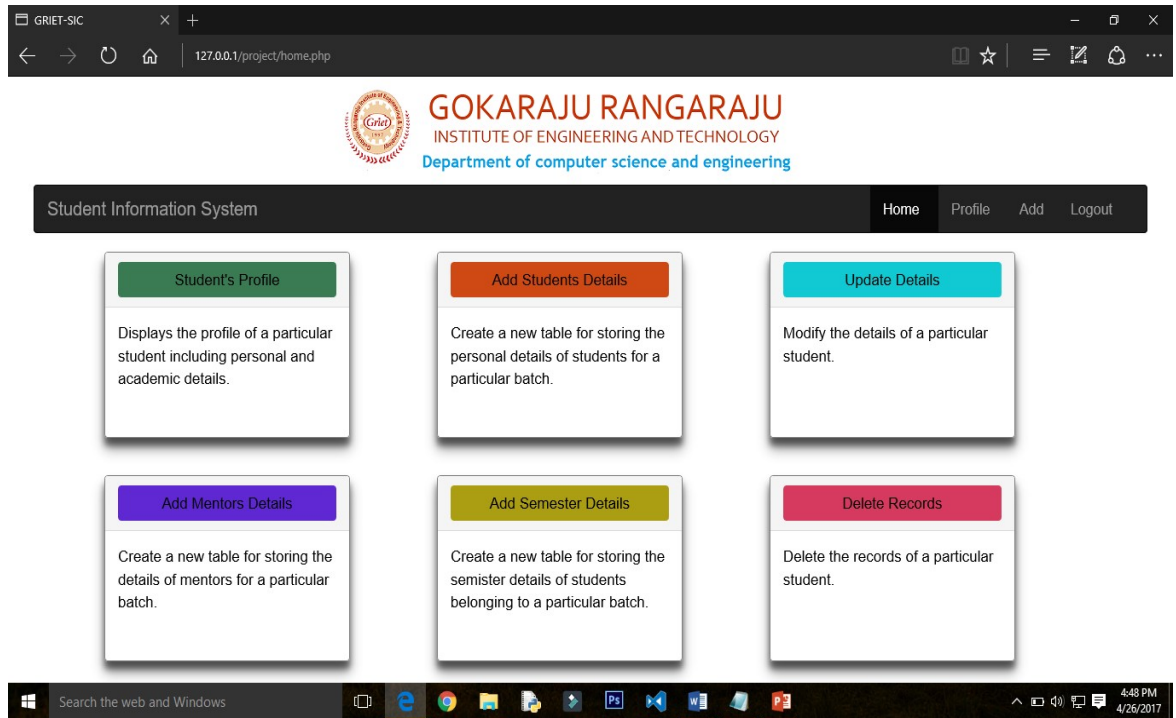 GRIET-SIC
127.0.0.1/project/home.php
Griet
1997
GOKARAJU RANGARAJU
INSTITUTE OF ENGINEERING AND TECHNOLOGY
Department of computer science and engineering
Student Information System
Home Profile Add Logout
Student's Profile
Displays the profile of a particular
student including personal and
academic details.
Add Students Details
Create a new table for storing the
personal details of students for a
particular batch.
Update Details
Modify the details of a particular
student.
Add Mentors Details
Create a new table for storing the
details of mentors for a particular
batch.
Add Semester Details
Create a new table for storing the
semister details of students
belonging to a particular batch.
Delete Records
Delete the records of a particular
student.
Search the web and Windows
Ps
4:48 PM
4/26/2017